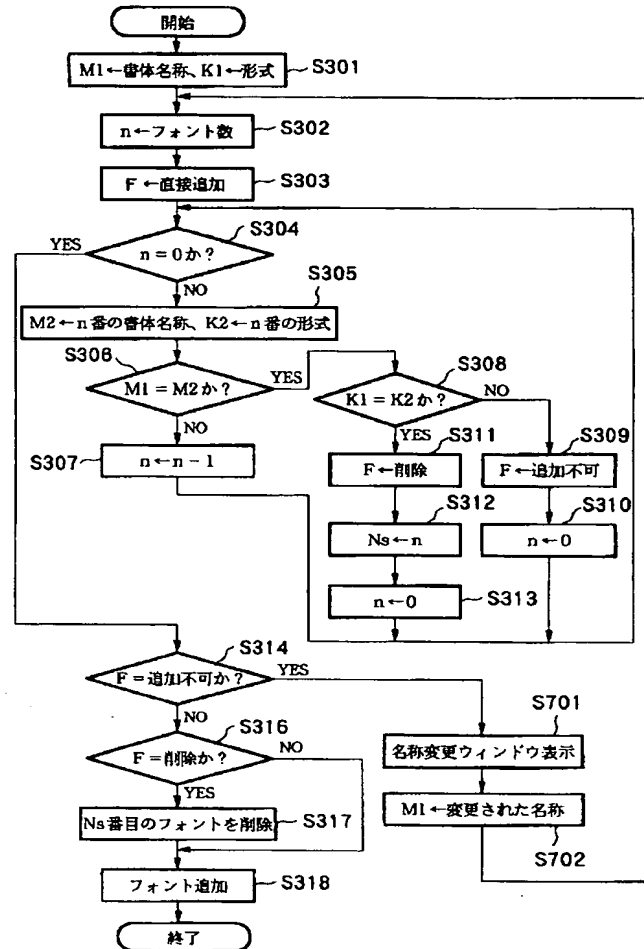 開始
M1←書体名称、K1←形式
S301
n←フォント数
S302
F←直接追加
S303
S304
YES
n=0か?
NO
S305
M2←n番の書体名称、K2←n番の形式
S306
M1=M2か?
YES
S308
K1=K2か?
NO
NO
YES
S311
S309
S307
n←n-1
F←削除
F←追加不可
S312
S310
Ns←n
n←0
n←0
S313
S314
F=追加不可か?
YES
NO
S316
S701
F=削除か?
NO
名称変更ウィンドウ表示
YES
Ns番目のフォントを削除
S317
M1←変更された名称
S702
フォント追加
S318
終了